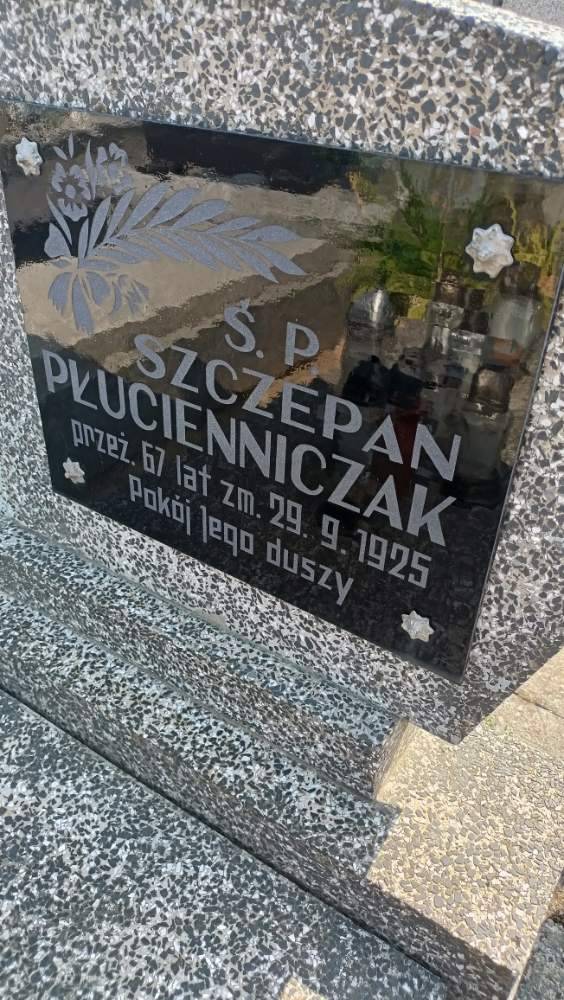 Ś. P.
SZCZEPAN
PŁUCIENNICZAK
przeż. 67 lat zm. 29. 9. 1925
pokój jego duszy